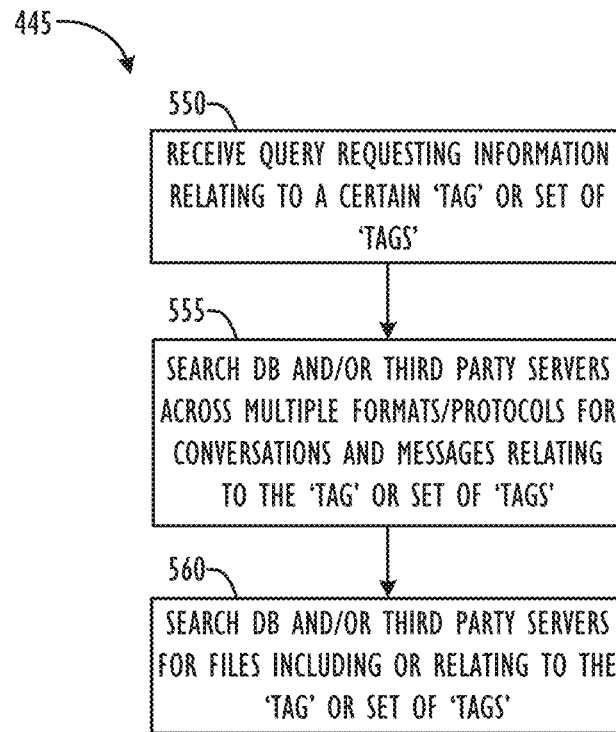 445
550
RECEIVE QUERY REQUESTING INFORMATION
RELATING TO A CERTAIN ‘TAG’ OR SET OF
‘TAGS’
555
SEARCH DB AND/OR THIRD PARTY SERVERS
ACROSS MULTIPLE FORMATS/PROTOCOLS FOR
CONVERSATIONS AND MESSAGES RELATING
TO THE ‘TAG’ OR SET OF ‘TAGS’
560
SEARCH DB AND/OR THIRD PARTY SERVERS
FOR FILES INCLUDING OR RELATING TO THE
‘TAG’ OR SET OF ‘TAGS’